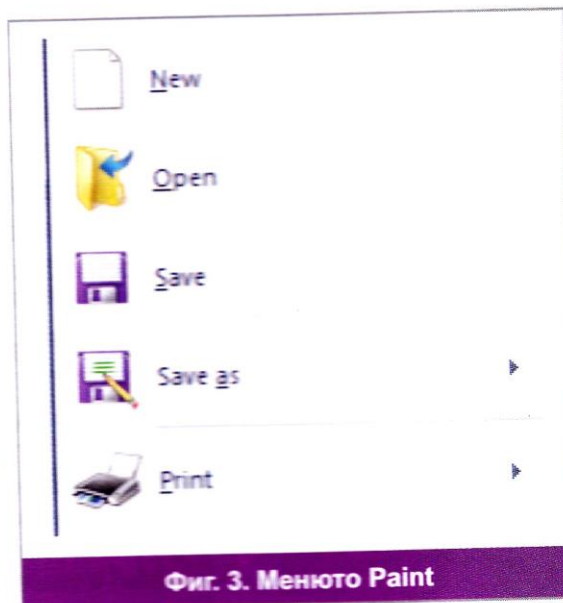 New
Open
Save
Save as
Print
Фиг. 3. Менюто Paint